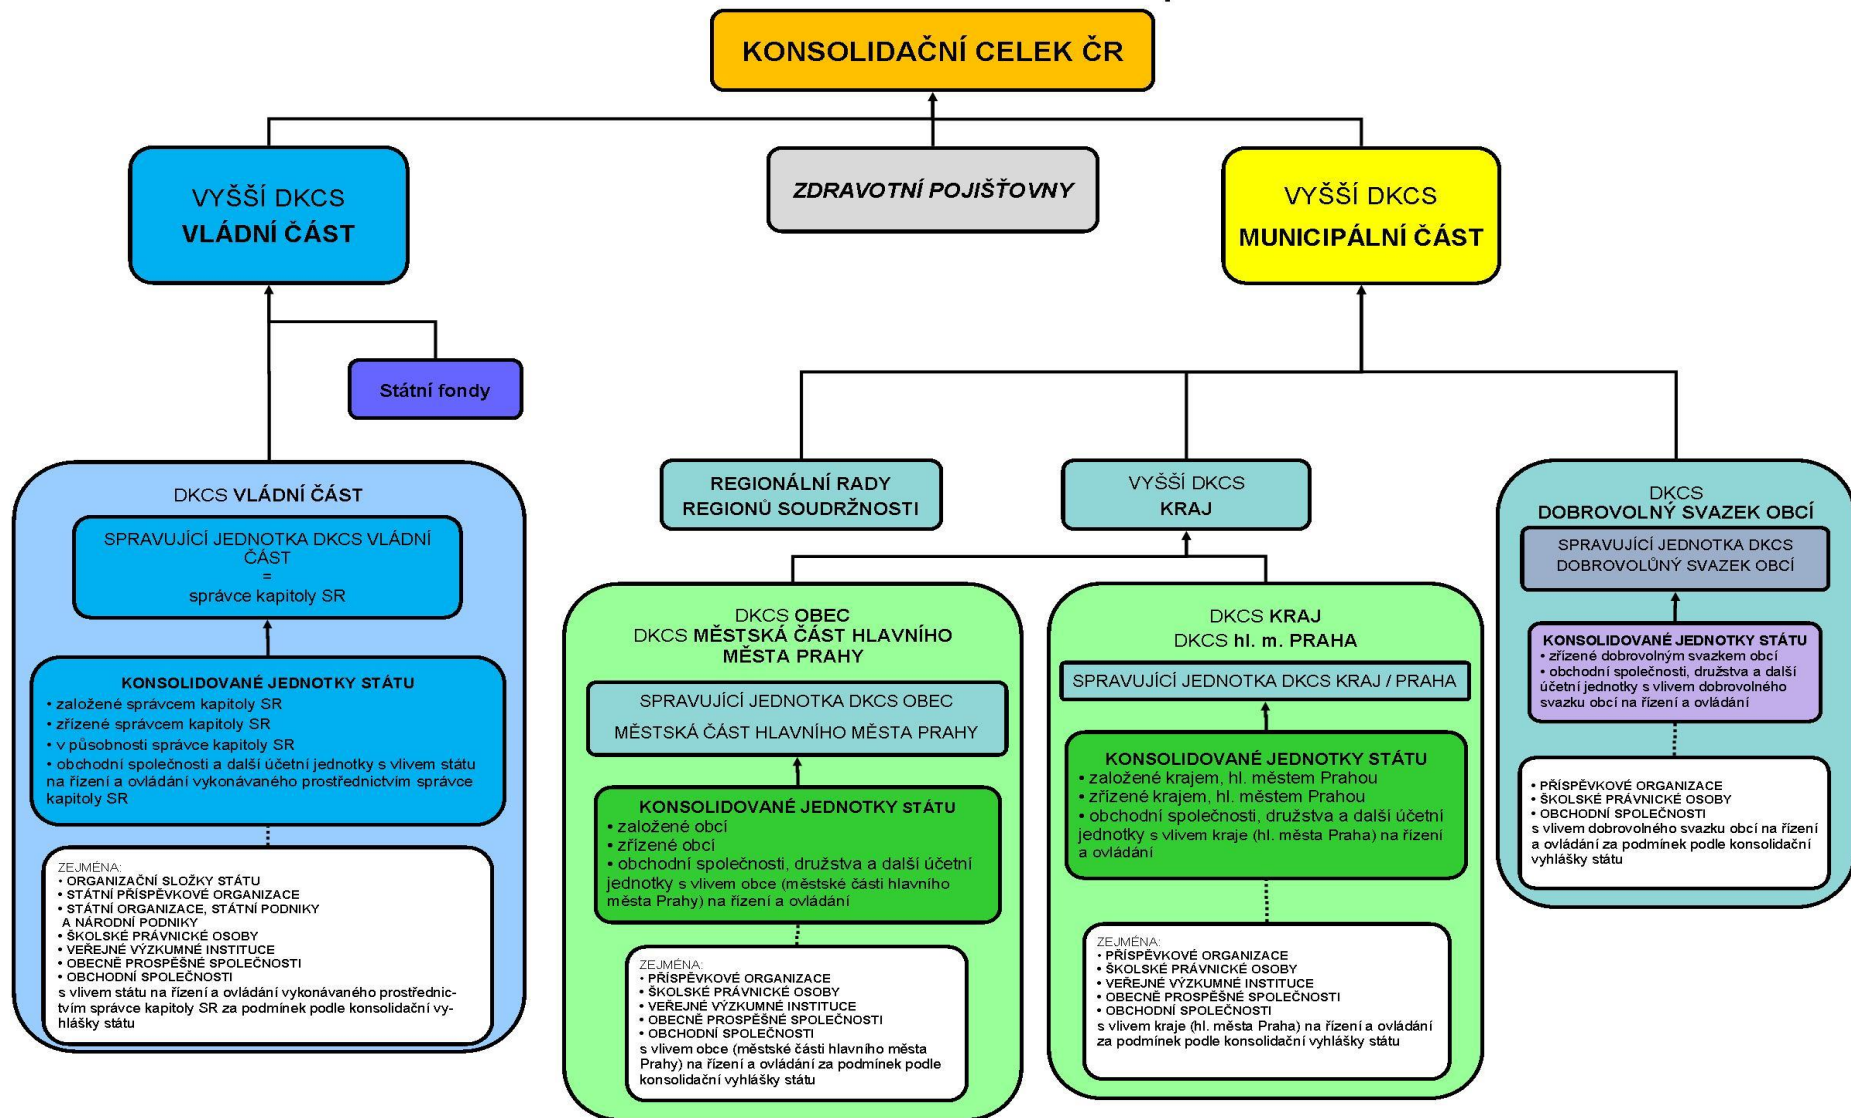 KONSOLIDAČNÍ CELEK ČR
VYŠŠÍ DKCS
VLÁDNÍ ČÁST
ZDRAVOTNÍ POJIŠŤOVNY
VYŠŠÍ DKCS
MUNICIPÁLNÍ ČÁST
Státní fondy
DKCS VLÁDNÍ ČÁST
SPRAVUJÍCÍ JEDNOTKA DKCS VLÁDNÍ
ČÁST
=
správce kapitoly SR
KONSOLIDOVANÉ JEDNOTKY STÁTU
• založené správcem kapitoly SR
• zřízené správcem kapitoly SR
• v působnosti správce kapitoly SR
• obchodní společnosti a další účetní jednotky s vlivem státu
na řízení a ovládání vykonávaného prostřednictvím správce
kapitoly SR
ZEJMÉNA:
• ORGANIZAČNÍ SLOŽKY STÁTU
• STÁTNÍ PŘÍSPĚVKOVÉ ORGANIZACE
• STÁTNÍ ORGANIZACE, STÁTNÍ PODNIKY
A NÁRODNÍ PODNIKY
• ŠKOLSKÉ PRÁVNICKÉ OSOBY
• VEŘEJNÉ VÝZKUMNÉ INSTITUCE
• OBECNĚ PROSPĚŠNÉ SPOLEČNOSTI
• OBCHODNÍ SPOLEČNOSTI
s vlivem státu na řízení a ovládání vykonávaného prostřednic-
tvím správce kapitoly SR za podmínek podle konsolidační vy-
hlášky státu
REGIONÁLNÍ RADY
REGIONŮ SOUDRŽNOSTI
VYŠŠÍ DKCS
KRAJ
DKCS OBEC
DKCS MĚSTSKÁ ČÁST HLAVNÍHO
MĚSTA PRAHY
SPRAVUJÍCÍ JEDNOTKA DKCS OBEC
MĚSTSKÁ ČÁST HLAVNÍHO MĚSTA PRAHY
KONSOLIDOVANÉ JEDNOTKY STÁTU
• založené obcí
• zřízené obcí
• obchodní společnosti, družstva a další účetní
jednotky s vlivem obce (městské části hlavního
města Prahy) na řízení a ovládání
ZEJMÉNA:
• PŘÍSPĚVKOVÉ ORGANIZACE
• ŠKOLSKÉ PRÁVNICKÉ OSOBY
• VEŘEJNÉ VÝZKUMNÉ INSTITUCE
• OBECNĚ PROSPĚŠNÉ SPOLEČNOSTI
• OBCHODNÍ SPOLEČNOSTI
s vlivem obce (městské části hlavního města
Prahy) na řízení a ovládání za podmínek podle
konsolidační vyhlášky státu
DKCS KRAJ
DKCS hl. m. PRAHA
SPRAVUJÍCÍ JEDNOTKA DKCS KRAJ / PRAHA
KONSOLIDOVANÉ JEDNOTKY STÁTU
• založené krajem, hl. městem Prahou
• zřízené krajem, hl. městem Prahou
• obchodní společnosti, družstva a další účetní
jednotky s vlivem kraje (hl. města Praha) na řízení
a ovládání
ZEJMÉNA:
• PŘÍSPĚVKOVÉ ORGANIZACE
• ŠKOLSKÉ PRÁVNICKÉ OSOBY
• VEŘEJNÉ VÝZKUMNÉ INSTITUCE
• OBECNĚ PROSPĚŠNÉ SPOLEČNOSTI
• OBCHODNÍ SPOLEČNOSTI
s vlivem kraje (hl. města Praha) na řízení a ovládání
za podmínek podle konsolidační vyhlášky státu
DKCS
DOBROVOLNÝ SVAZEK OBCÍ
SPRAVUJÍCÍ JEDNOTKA DKCS
DOBROVOLŮNÝ SVAZEK OBCÍ
KONSOLIDOVANÉ JEDNOTKY STÁTU
• zřízené dobrovolným svazkem obcí
• obchodní společnosti, družstva a další
účetní jednotky s vlivem dobrovolného
svazku obcí na řízení a ovládání
• PŘÍSPĚVKOVÉ ORGANIZACE
• ŠKOLSKÉ PRÁVNICKÉ OSOBY
• OBCHODNÍ SPOLEČNOSTI
s vlivem dobrovolného svazku obcí na řízení
a ovládání za podmínek podle konsolidační
vyhlášky státu